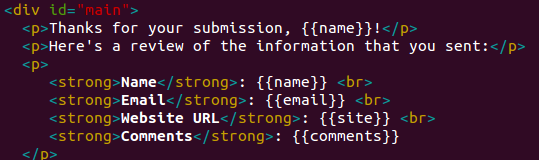 <div id="main">
<p>Thanks for your submission, {{name}}!</p>
<p>Here's a review of the information that you sent:</p>
<p>
<strong>Name</strong>: {{name}} <br>
<strong>Email</strong>: {{email}} <br>
<strong>Website URL</strong>: {{site}} <br>
<strong>Comments</strong>: {{comments}}
</p>